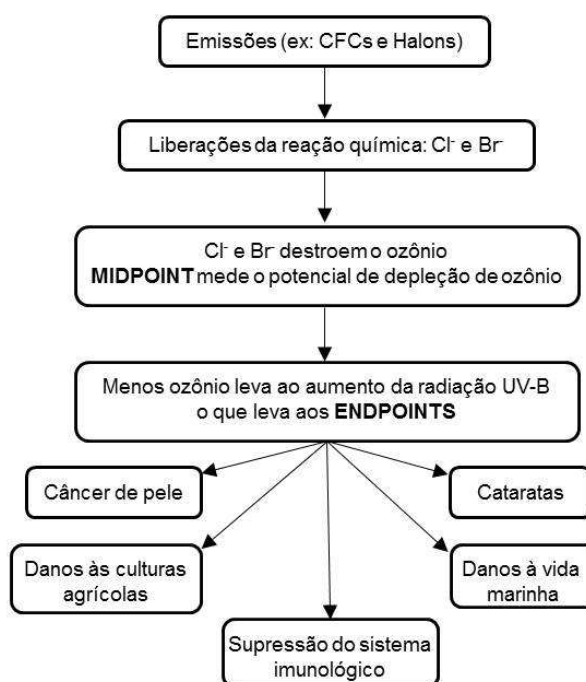 Emissões (ex: CFCs e Halons)
Liberações da reação química: Cl⁻ e Br⁻
Cl⁻ e Br⁻ destroem o ozônio
MIDPOINT mede o potencial de depleção de ozônio
Menos ozônio leva ao aumento da radiação UV-B
o que leva aos ENDPOINTS
Câncer de pele
Cataratas
Danos às culturas
agrícolas
Danos à vida
marinha
Supressão do sistema
imunológico